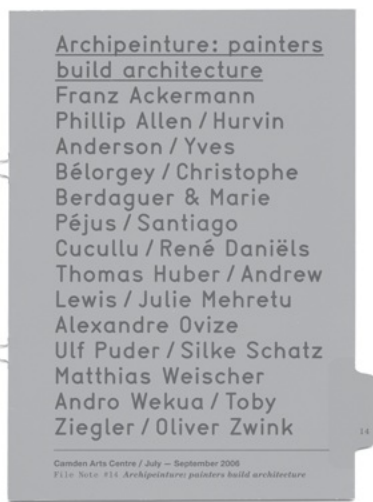 Archipeinture: painters
build architecture
Franz Ackermann
Phillip Allen / Hurvin
Anderson / Yves
Bélorgey / Christophe
Berdaguer & Marie
Péjus / Santiago
Cucullu / René Daniëls
Thomas Huber / Andrew
Lewis / Julie Mehretu
Alexandre Ovize
Ulf Puder / Silke Schatz
Matthias Weischer
Andro Wekua / Toby
Ziegler / Oliver Zwink
14
Camden Arts Centre / July — September 2006
File Note #14 Archipeinture: painters build architecture